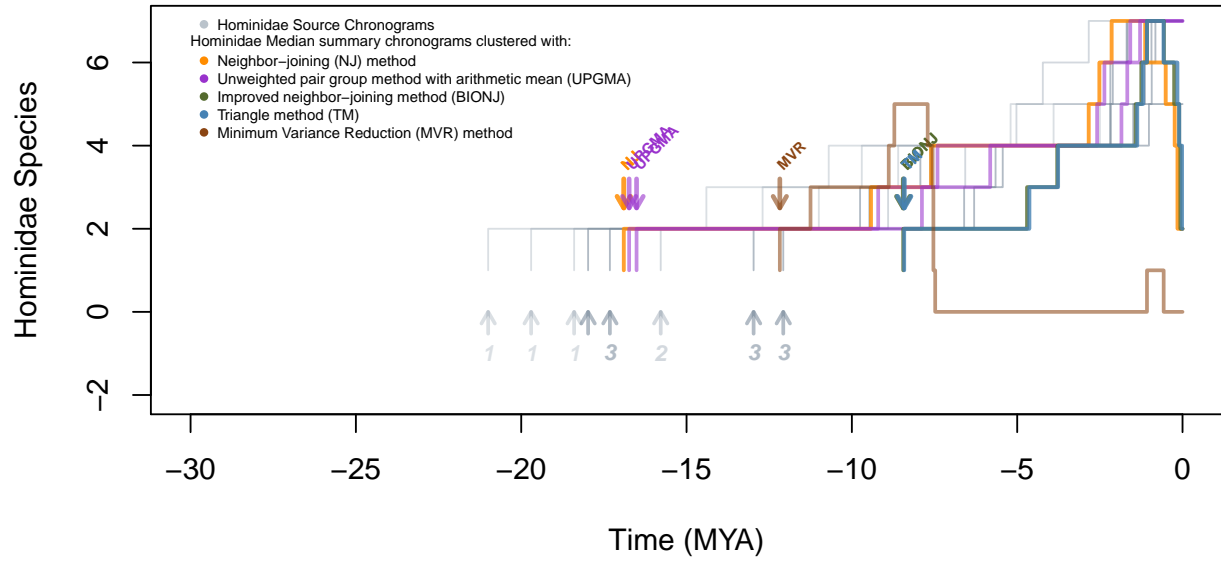 Hominidae Source Chronograms
Hominidae Median summary chronograms clustered with:
Neighbor−joining (NJ) method
Unweighted pair group method with arithmetic mean (UPGMA)
Improved neighbor−joining method (BIONJ)
Triangle method (TM)
Minimum Variance Reduction (MVR) method
Hominidae Species
6
4
2
0
−2
NJ
UPGMA
UPGMA
MVR
BIONJ
1 1 1 3 2 3 3
−30 −25 −20 −15 −10 −5 0
Time (MYA)